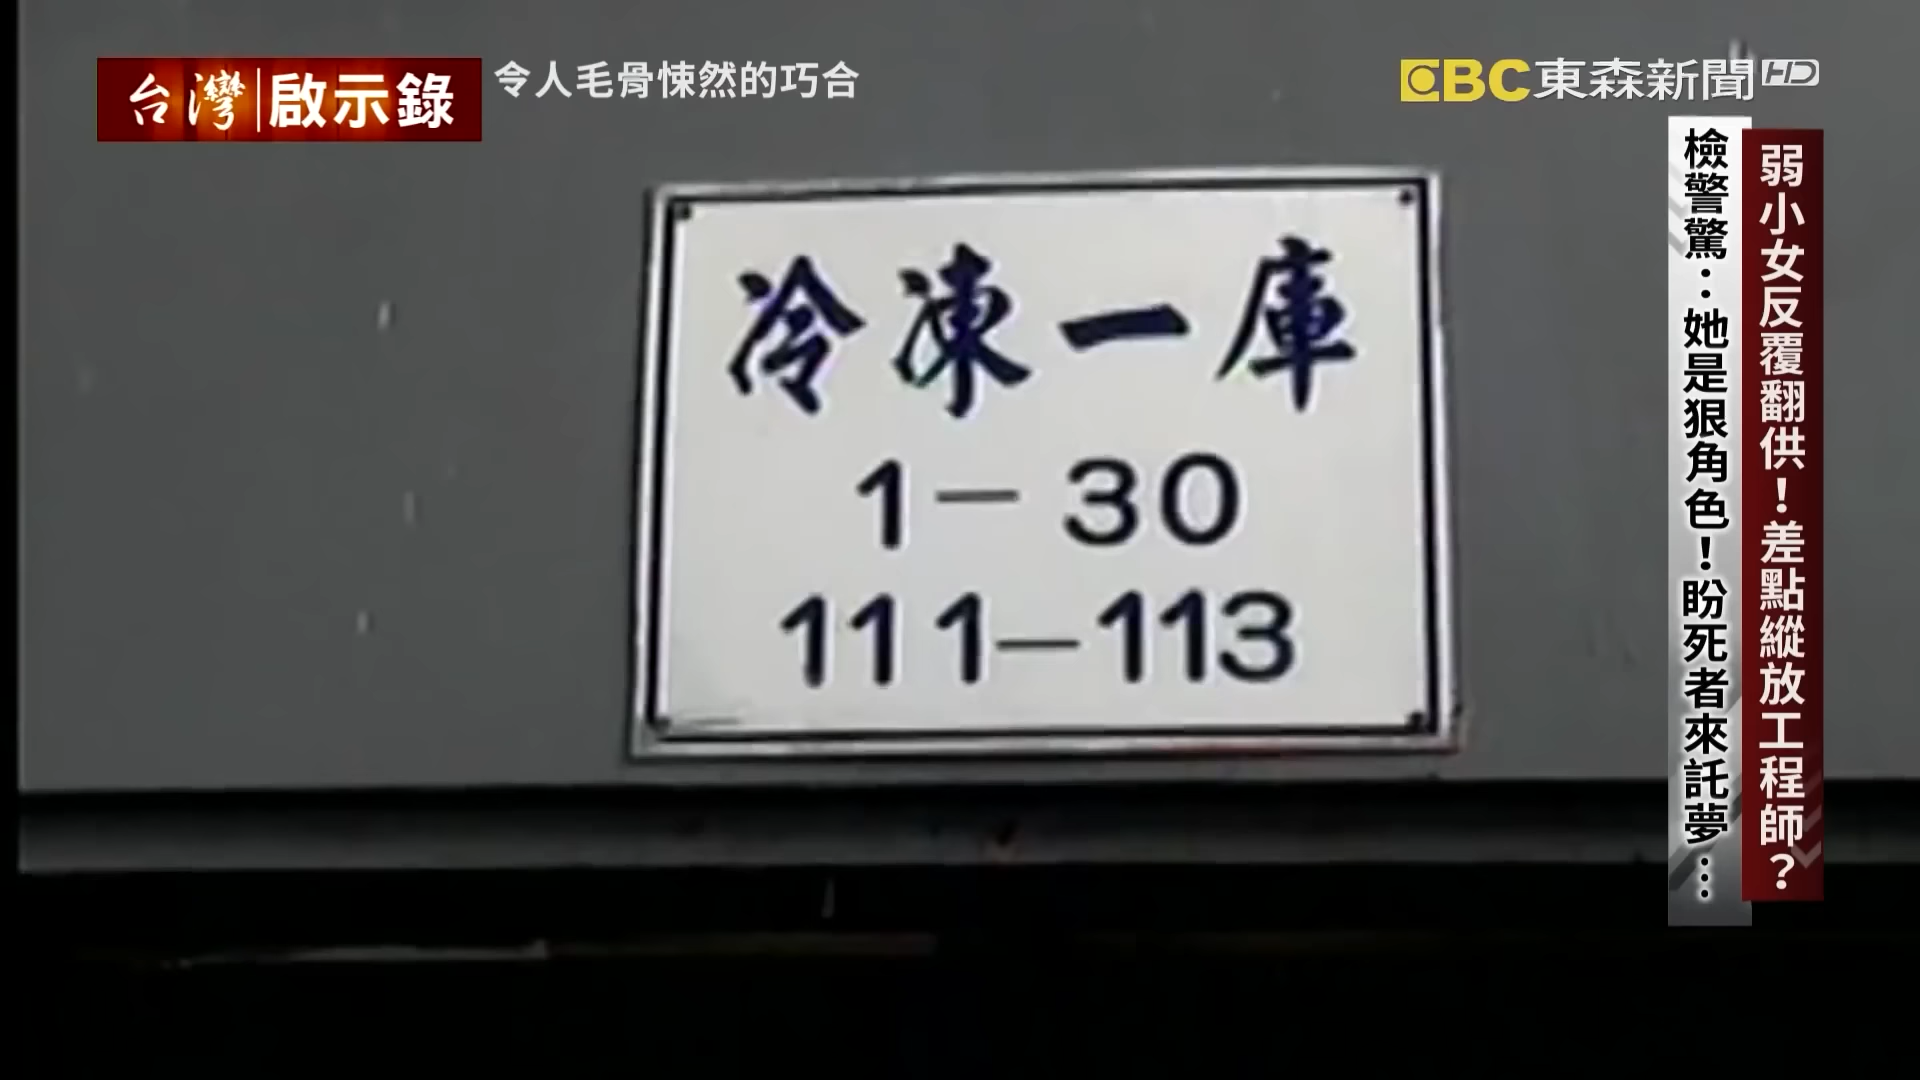 台灣啟示錄
令人毛骨悚然的巧合
EBC東森新聞HD
冷凍一庫
1－30
111－113
弱小女反覆翻供！差點縱放工程師？
檢警驚：她是狠角色！盼死者來託夢…